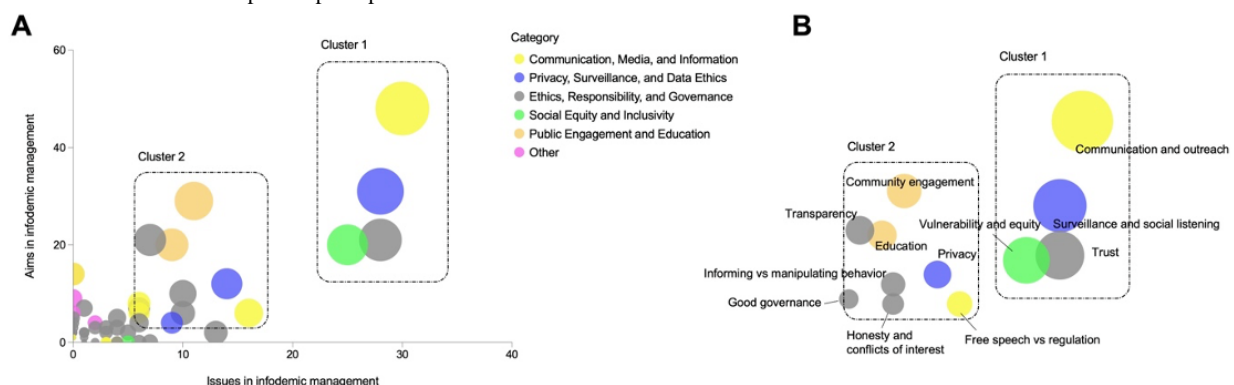 A
B
Cluster 1
60
40
20
0
Aims in infodemic management
Cluster 2
0
10
20
30
40
Issues in infodemic management
Category
Communication, Media, and Information
Privacy, Surveillance, and Data Ethics
Ethics, Responsibility, and Governance
Social Equity and Inclusivity
Public Engagement and Education
Other
Cluster 1
Communication and outreach
Cluster 2
Community engagement
Transparency
Vulnerability and equity
Surveillance and social listening
Education
Privacy
Trust
Informing vs manipulating behavior
Good governance
Honesty and
conflicts of interest
Free speech vs regulation